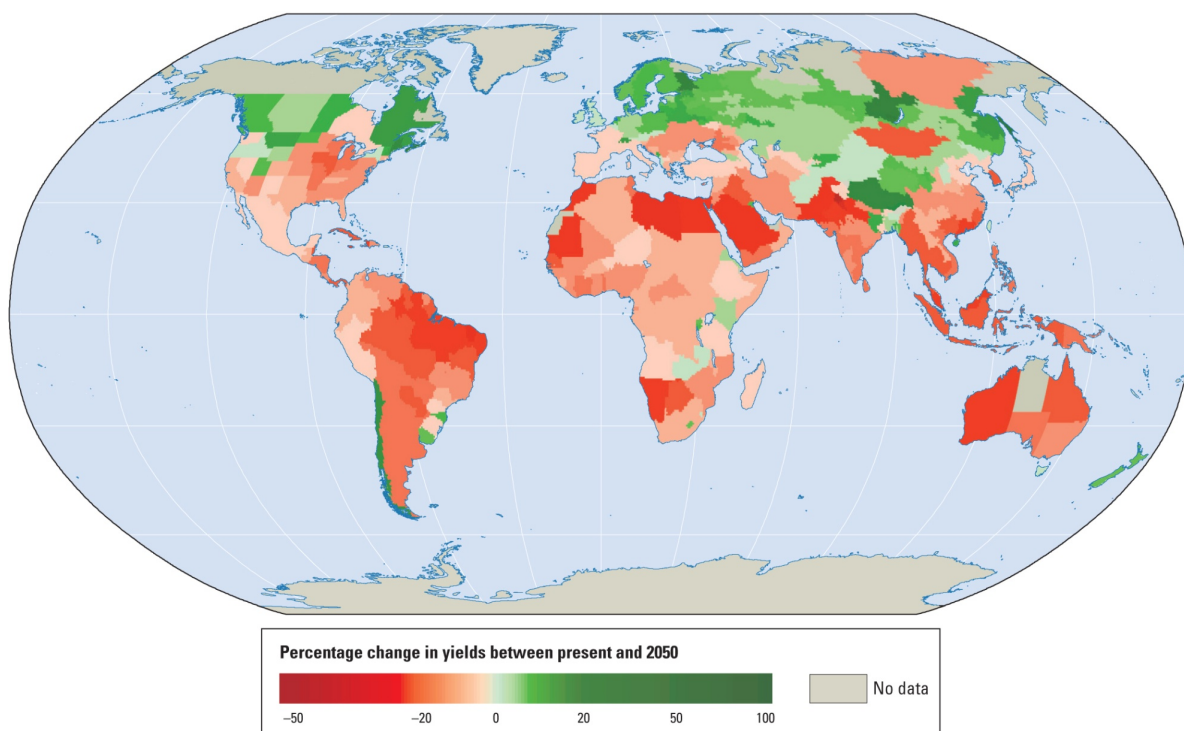 Percentage change in yields between present and 2050
No data
–50 –20 0 20 50 100